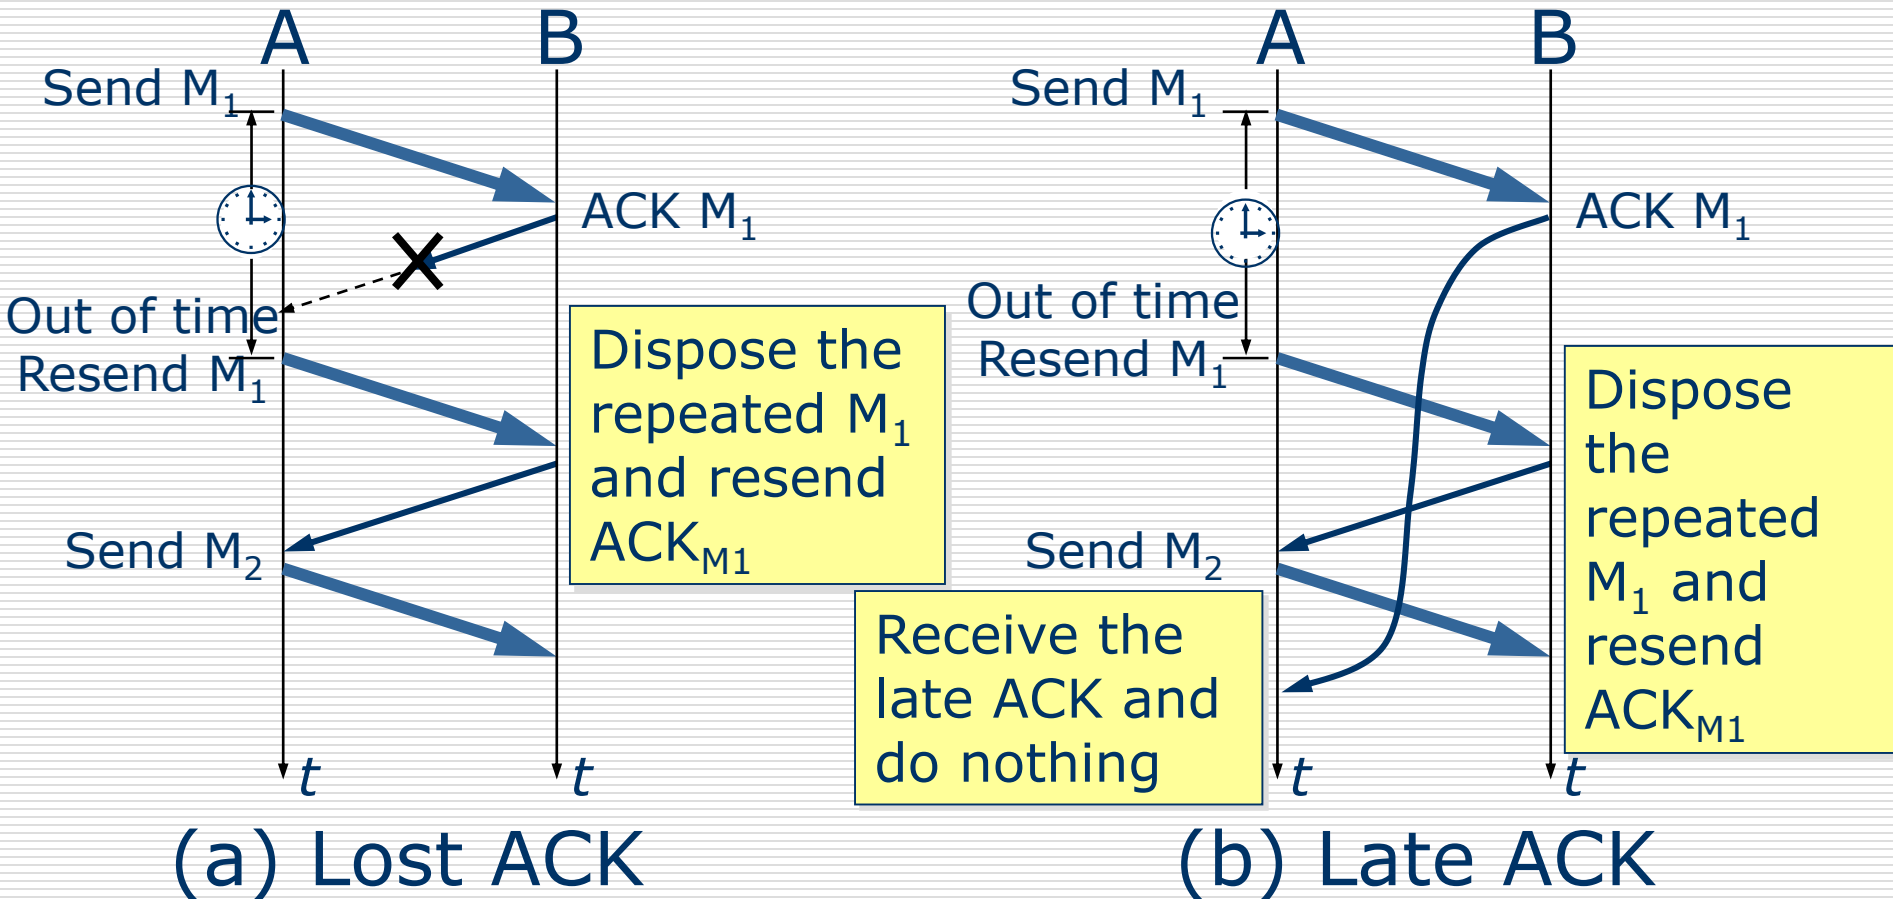 A
B
Send M1
ACK M1
Out of time
Resend M1
Dispose the
repeated M1
and resend
ACKM1
Send M2
t
t
(a) Lost ACK
A
B
Send M1
ACK M1
Out of time
Resend M1
Dispose
the
repeated
M1 and
resend
ACKM1
Send M2
Receive the
late ACK and
do nothing
t
t
(b) Late ACK